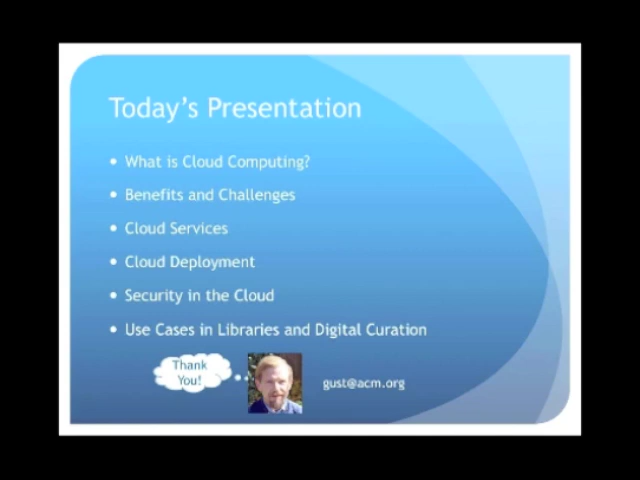 Today's Presentation
• What is Cloud Computing?
• Benefits and Challenges
• Cloud Services
• Cloud Deployment
• Security in the Cloud
• Use Cases in Libraries and Digital Curation
Thank
You!
gust@acm.org